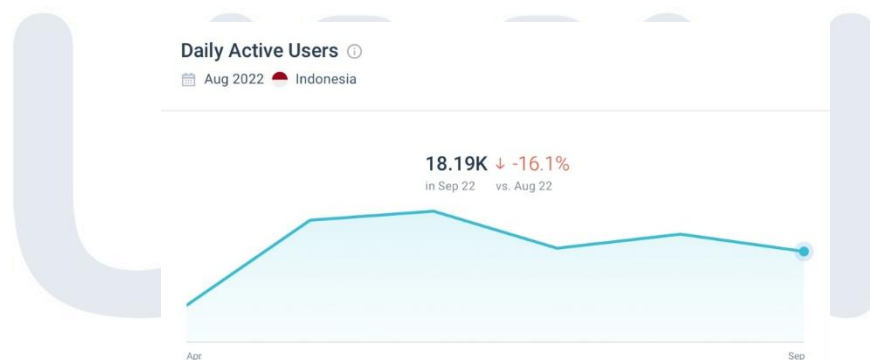 Daily Active Users
Aug 2022 Indonesia
18.19K ↓ -16.1%
in Sep 22 vs. Aug 22
Apr Sep